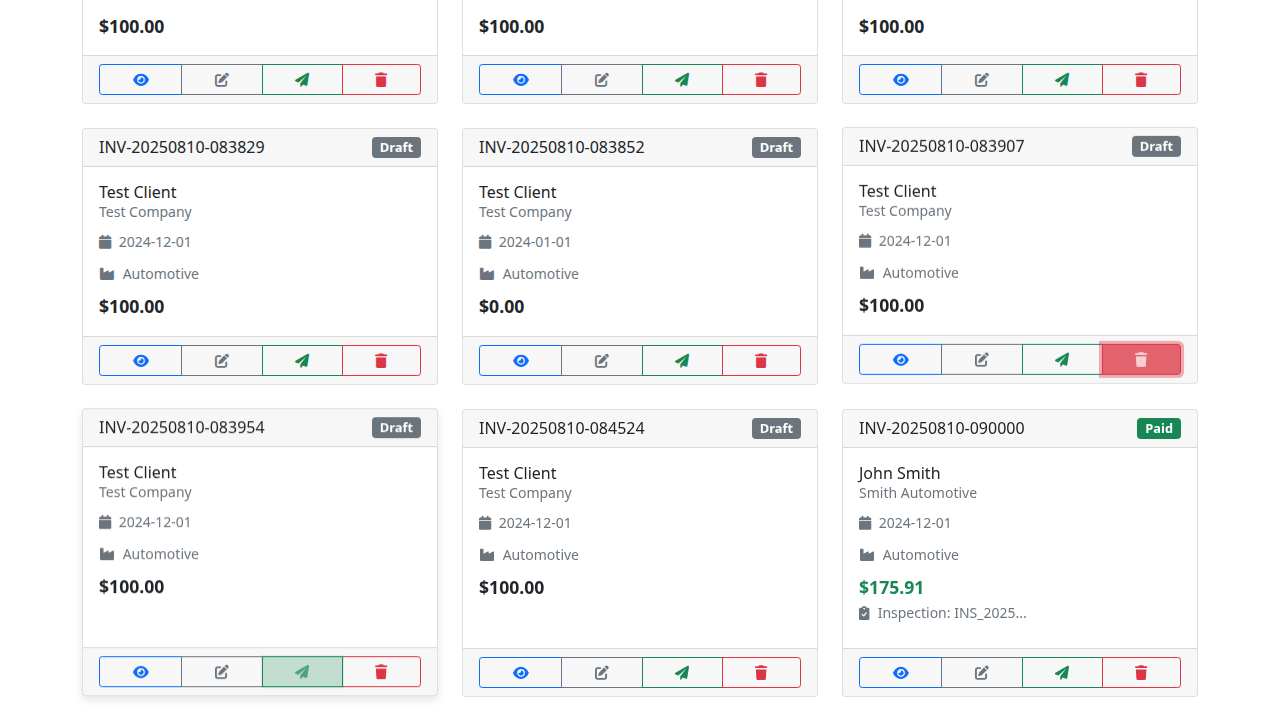 $100.00
$100.00
$100.00
INV-20250810-083829 Draft
Test Client
Test Company
2024-12-01
Automotive
$100.00
INV-20250810-083852 Draft
Test Client
Test Company
2024-01-01
Automotive
$0.00
INV-20250810-083907 Draft
Test Client
Test Company
2024-12-01
Automotive
$100.00
INV-20250810-083954 Draft
Test Client
Test Company
2024-12-01
Automotive
$100.00
INV-20250810-084524 Draft
Test Client
Test Company
2024-12-01
Automotive
$100.00
INV-20250810-090000 Paid
John Smith
Smith Automotive
2024-12-01
Automotive
$175.91
Inspection: INS_2025...